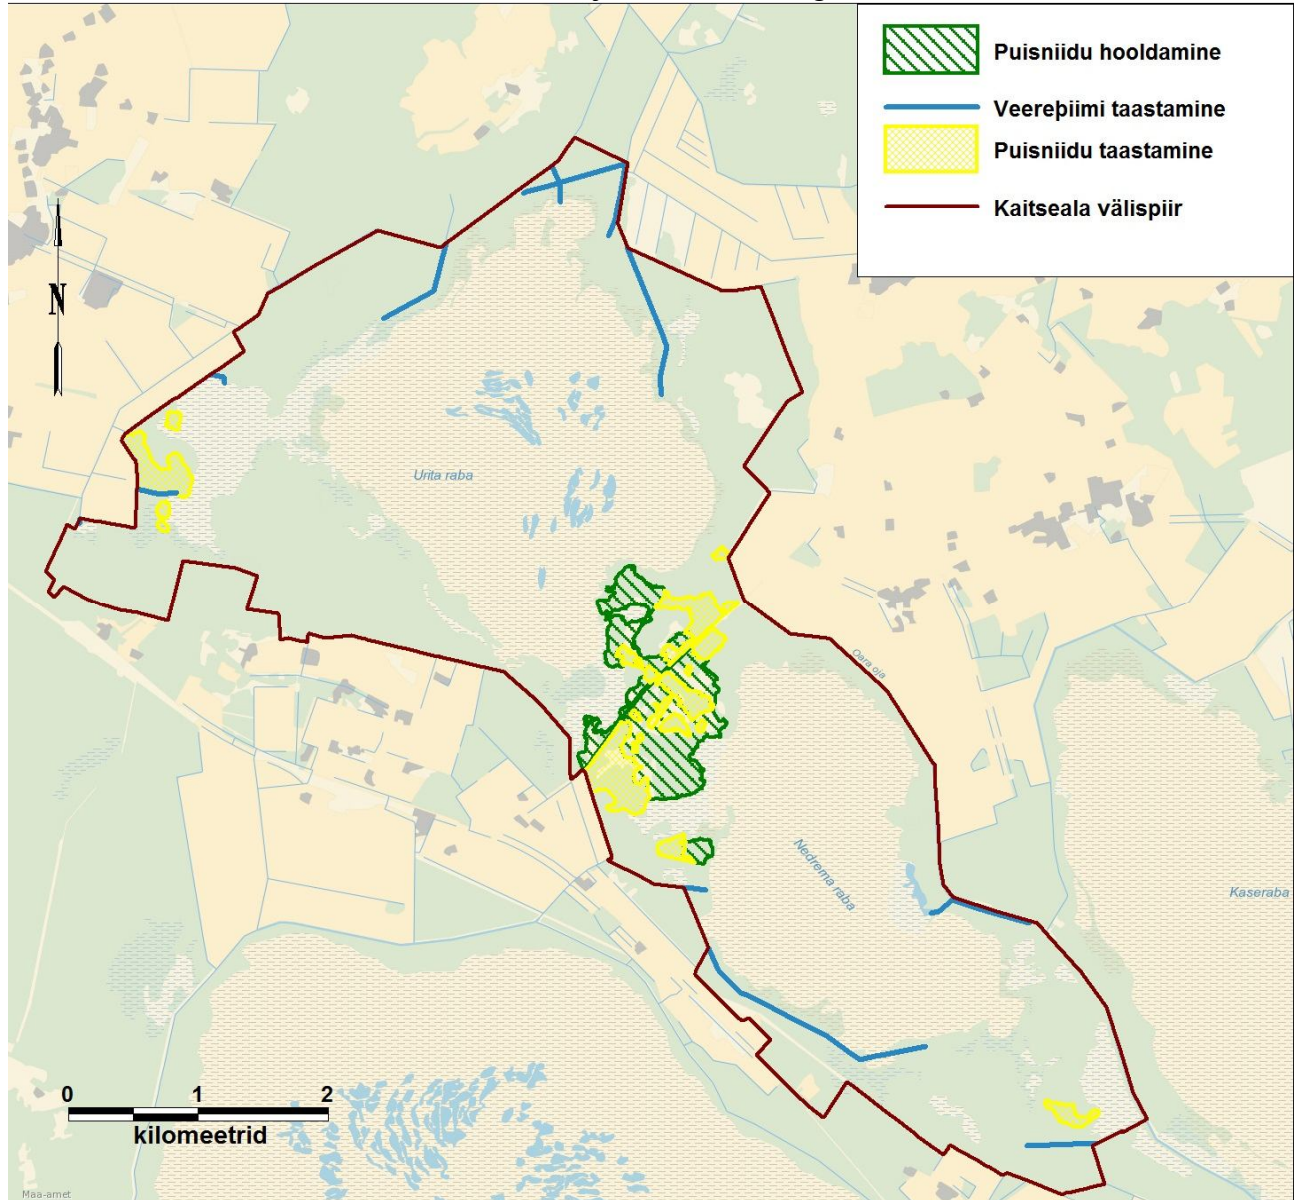 Puisniidu hooldamine
Veereþiimi taastamine
Puisniidu taastamine
Kaitseala välispiir
N
Urita raba
Oara oja
Nedrema raba
Kaseraba
0 1 2
kilomeetrid
Maa-amet